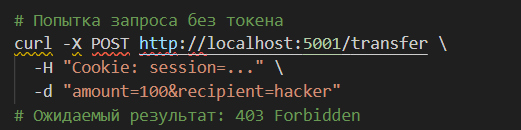 # Попытка запроса без токена
curl -X POST http://localhost:5001/transfer \
-H "Cookie: session=..." \
-d "amount=100&recipient=hacker"
# Ожидаемый результат: 403 Forbidden